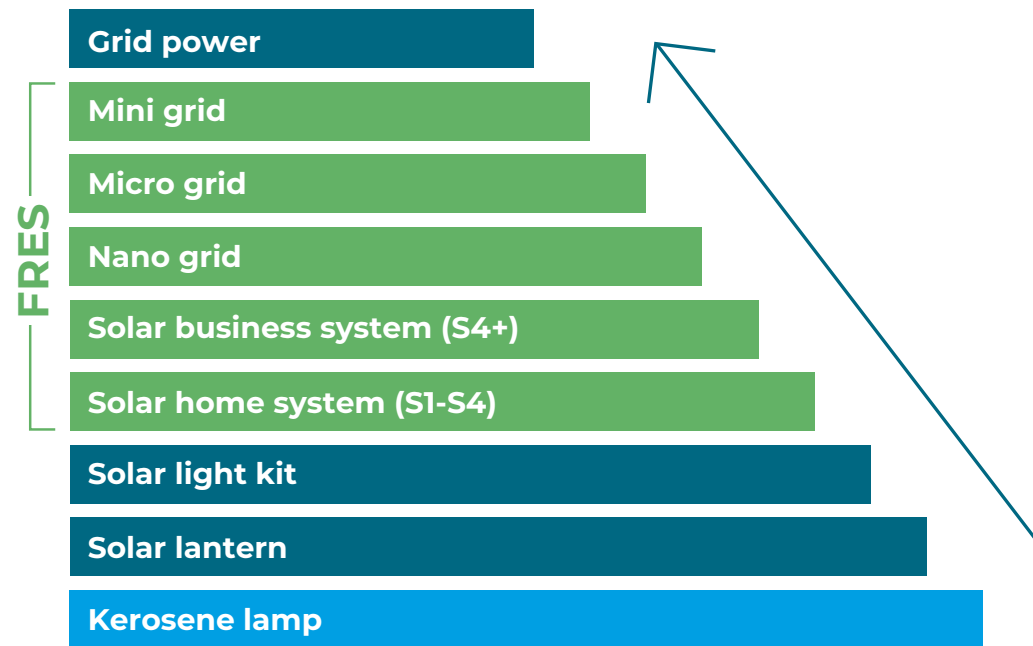 Grid power
Mini grid
Micro grid
Nano grid
Solar business system (S4+)
Solar home system (S1-S4)
Solar light kit
Solar lantern
Kerosene lamp
FRES